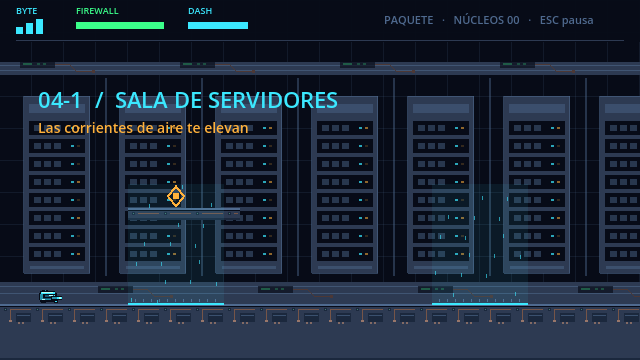 BYTE FIREWALL DASH PAQUETE · NÚCLEOS 00 · ESC pausa
04-1 / SALA DE SERVIDORES
Las corrientes de aire te elevan